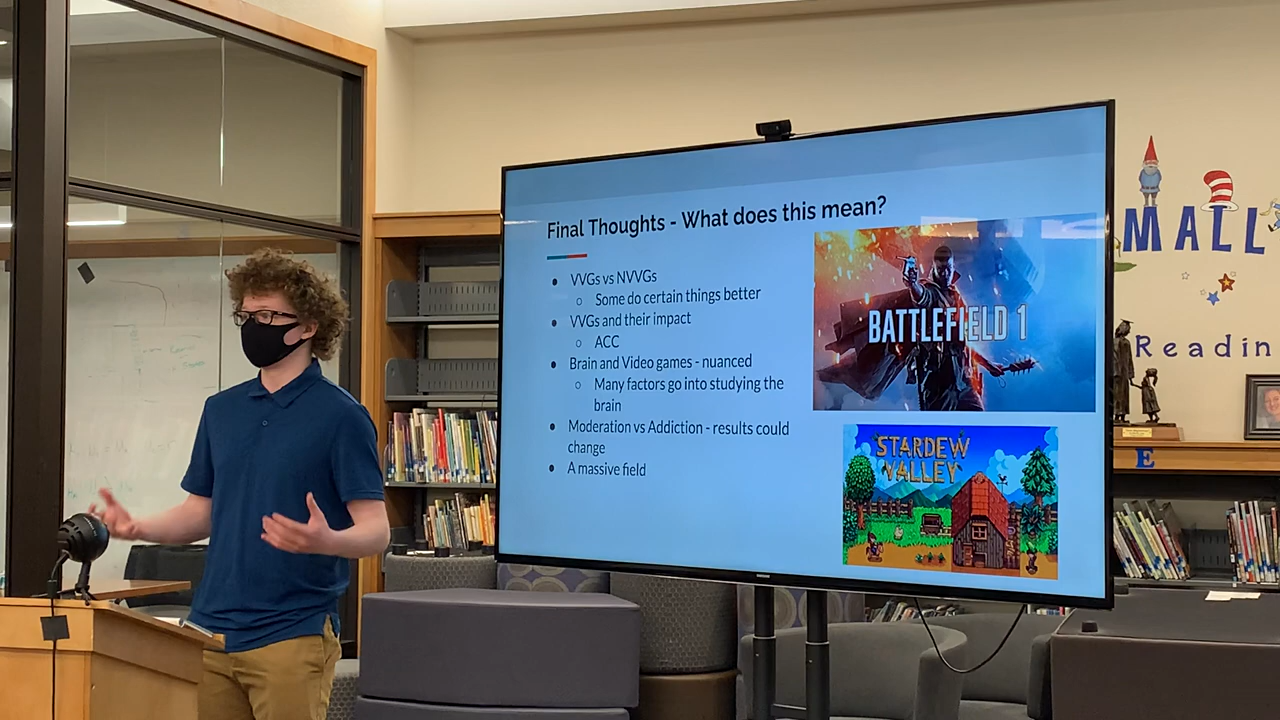 Final Thoughts - What does this mean?
VVGs vs NVVGs
Some do certain things better
VVGs and their impact
ACC
Brain and Video games - nuanced
Many factors go into studying the
brain
Moderation vs Addiction - results could
change
A massive field
BATTLEFIELD 1
STARDEW
VALLEY
MALL
Readin
E